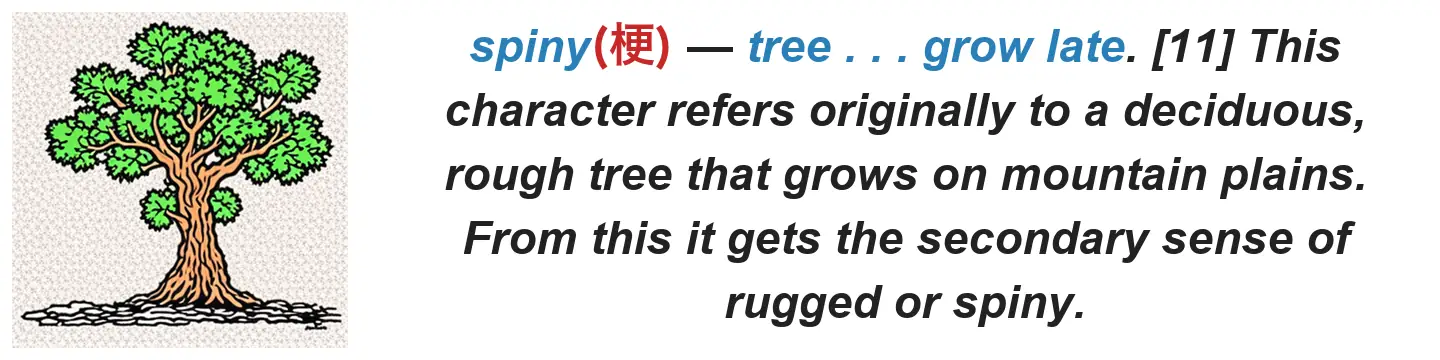 spiny(梗) — tree . . . grow late. [11] This
character refers originally to a deciduous,
rough tree that grows on mountain plains.
From this it gets the secondary sense of
rugged or spiny.